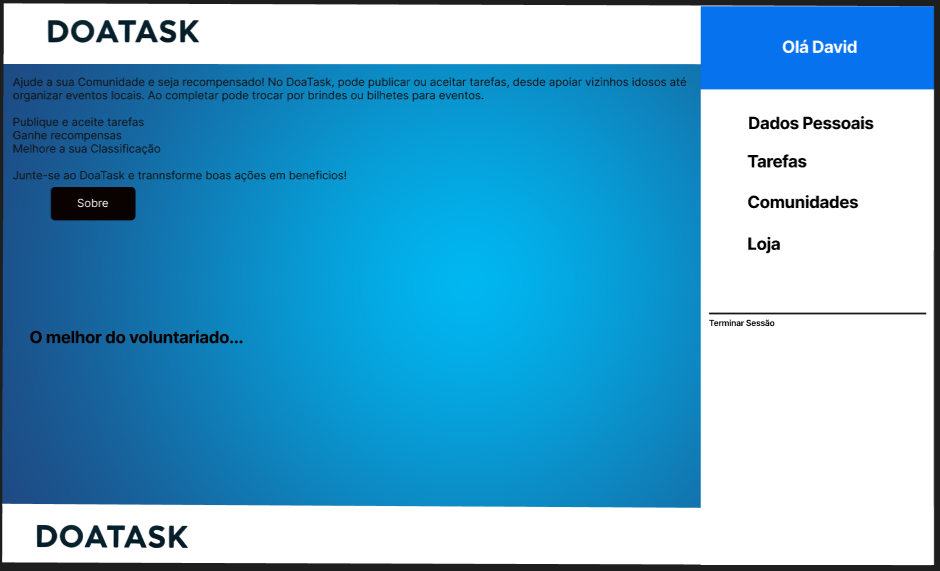 DOATASK
Olá David
Ajude a sua Comunidade e seja recompensado! No DoaTask, pode publicar ou aceitar tarefas, desde apoiar vizinhos idosos até
organizar eventos locais. Ao completar pode trocar por brindes ou bilhetes para eventos.
Publique e aceite tarefas
Ganhe recompensas
Melhore a sua Classificação
Junte-se ao DoaTask e trannsforme boas ações em beneficios!
Sobre
O melhor do voluntariado...
Dados Pessoais
Tarefas
Comunidades
Loja
Terminar Sessão
DOATASK